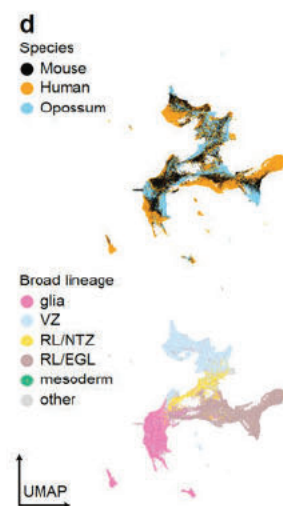 d
Species
Mouse
Human
Opossum
Broad lineage
glia
VZ
RL/NTZ
RL/EGL
mesoderm
other
UMAP